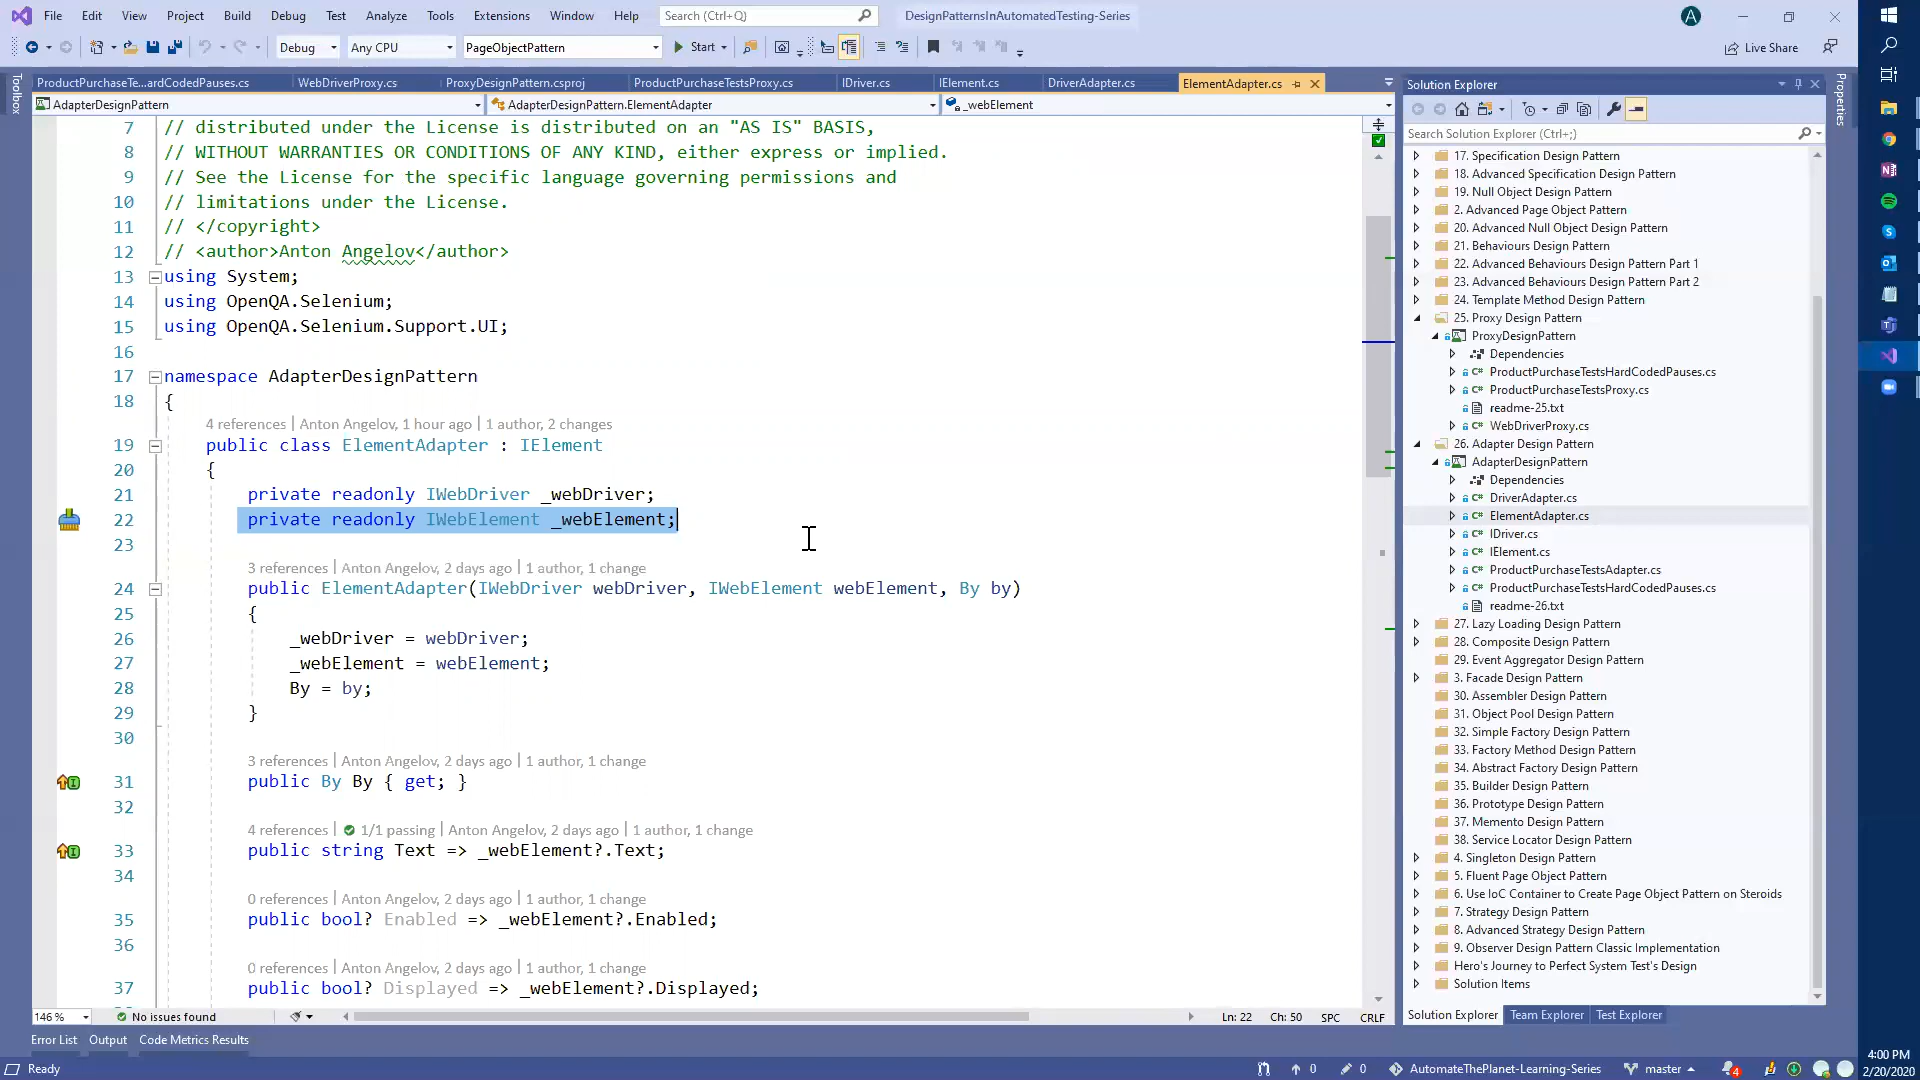 File Edit View Project Build Debug Test Analyze Tools Extensions Window Help Search (Ctrl+Q) DesignPatternsInAutomatedTesting-Series A
Debug Any CPU PageObjectPattern Start Live Share
Toolbox
ProductPurchaseTe...ardCodedPauses.cs WebDriverProxy.cs ProxyDesignPattern.csproj ProductPurchaseTestsProxy.cs IDriver.cs IElement.cs DriverAdapter.cs ElementAdapter.cs
AdapterDesignPattern AdapterDesignPattern.ElementAdapter _webElement
7 // distributed under the License is distributed on an "AS IS" BASIS,
8 // WITHOUT WARRANTIES OR CONDITIONS OF ANY KIND, either express or implied.
9 // See the License for the specific language governing permissions and
10 // limitations under the License.
11 // </copyright>
12 // <author>Anton Angelov</author>
13 using System;
14 using OpenQA.Selenium;
15 using OpenQA.Selenium.Support.UI;
16
17 namespace AdapterDesignPattern
18 {
4 references | Anton Angelov, 1 hour ago | 1 author, 2 changes
19 public class ElementAdapter : IElement
20 {
21 private readonly IWebDriver _webDriver;
22 private readonly IWebElement _webElement;
23
3 references | Anton Angelov, 2 days ago | 1 author, 1 change
24 public ElementAdapter(IWebDriver webDriver, IWebElement webElement, By by)
25 {
26 _webDriver = webDriver;
27 _webElement = webElement;
28 By = by;
29 }
30
3 references | Anton Angelov, 2 days ago | 1 author, 1 change
31 public By By { get; }
32
4 references | 1/1 passing | Anton Angelov, 2 days ago | 1 author, 1 change
33 public string Text => _webElement?.Text;
34
0 references | Anton Angelov, 2 days ago | 1 author, 1 change
35 public bool? Enabled => _webElement?.Enabled;
36
0 references | Anton Angelov, 2 days ago | 1 author, 1 change
37 public bool? Displayed => _webElement?.Displayed;
146 % No issues found Ln: 22 Ch: 50 SPC CRLF
Error List Output Code Metrics Results
Ready 0 0 AutomateThePlanet-Learning-Series master 4
Solution Explorer
Search Solution Explorer (Ctrl+;)
17. Specification Design Pattern
18. Advanced Specification Design Pattern
19. Null Object Design Pattern
2. Advanced Page Object Pattern
20. Advanced Null Object Design Pattern
21. Behaviours Design Pattern
22. Advanced Behaviours Design Pattern Part 1
23. Advanced Behaviours Design Pattern Part 2
24. Template Method Design Pattern
25. Proxy Design Pattern
ProxyDesignPattern
Dependencies
C# ProductPurchaseTestsHardCodedPauses.cs
C# ProductPurchaseTestsProxy.cs
readme-25.txt
C# WebDriverProxy.cs
26. Adapter Design Pattern
AdapterDesignPattern
Dependencies
C# DriverAdapter.cs
C# ElementAdapter.cs
C# IDriver.cs
C# IElement.cs
C# ProductPurchaseTestsAdapter.cs
C# ProductPurchaseTestsHardCodedPauses.cs
readme-26.txt
27. Lazy Loading Design Pattern
28. Composite Design Pattern
29. Event Aggregator Design Pattern
3. Facade Design Pattern
30. Assembler Design Pattern
31. Object Pool Design Pattern
32. Simple Factory Design Pattern
33. Factory Method Design Pattern
34. Abstract Factory Design Pattern
35. Builder Design Pattern
36. Prototype Design Pattern
37. Memento Design Pattern
38. Service Locator Design Pattern
4. Singleton Design Pattern
5. Fluent Page Object Pattern
6. Use IoC Container to Create Page Object Pattern on Steroids
7. Strategy Design Pattern
8. Advanced Strategy Design Pattern
9. Observer Design Pattern Classic Implementation
Hero's Journey to Perfect System Test's Design
Solution Items
Solution Explorer Team Explorer Test Explorer
Properties
4:00 PM
2/20/2020